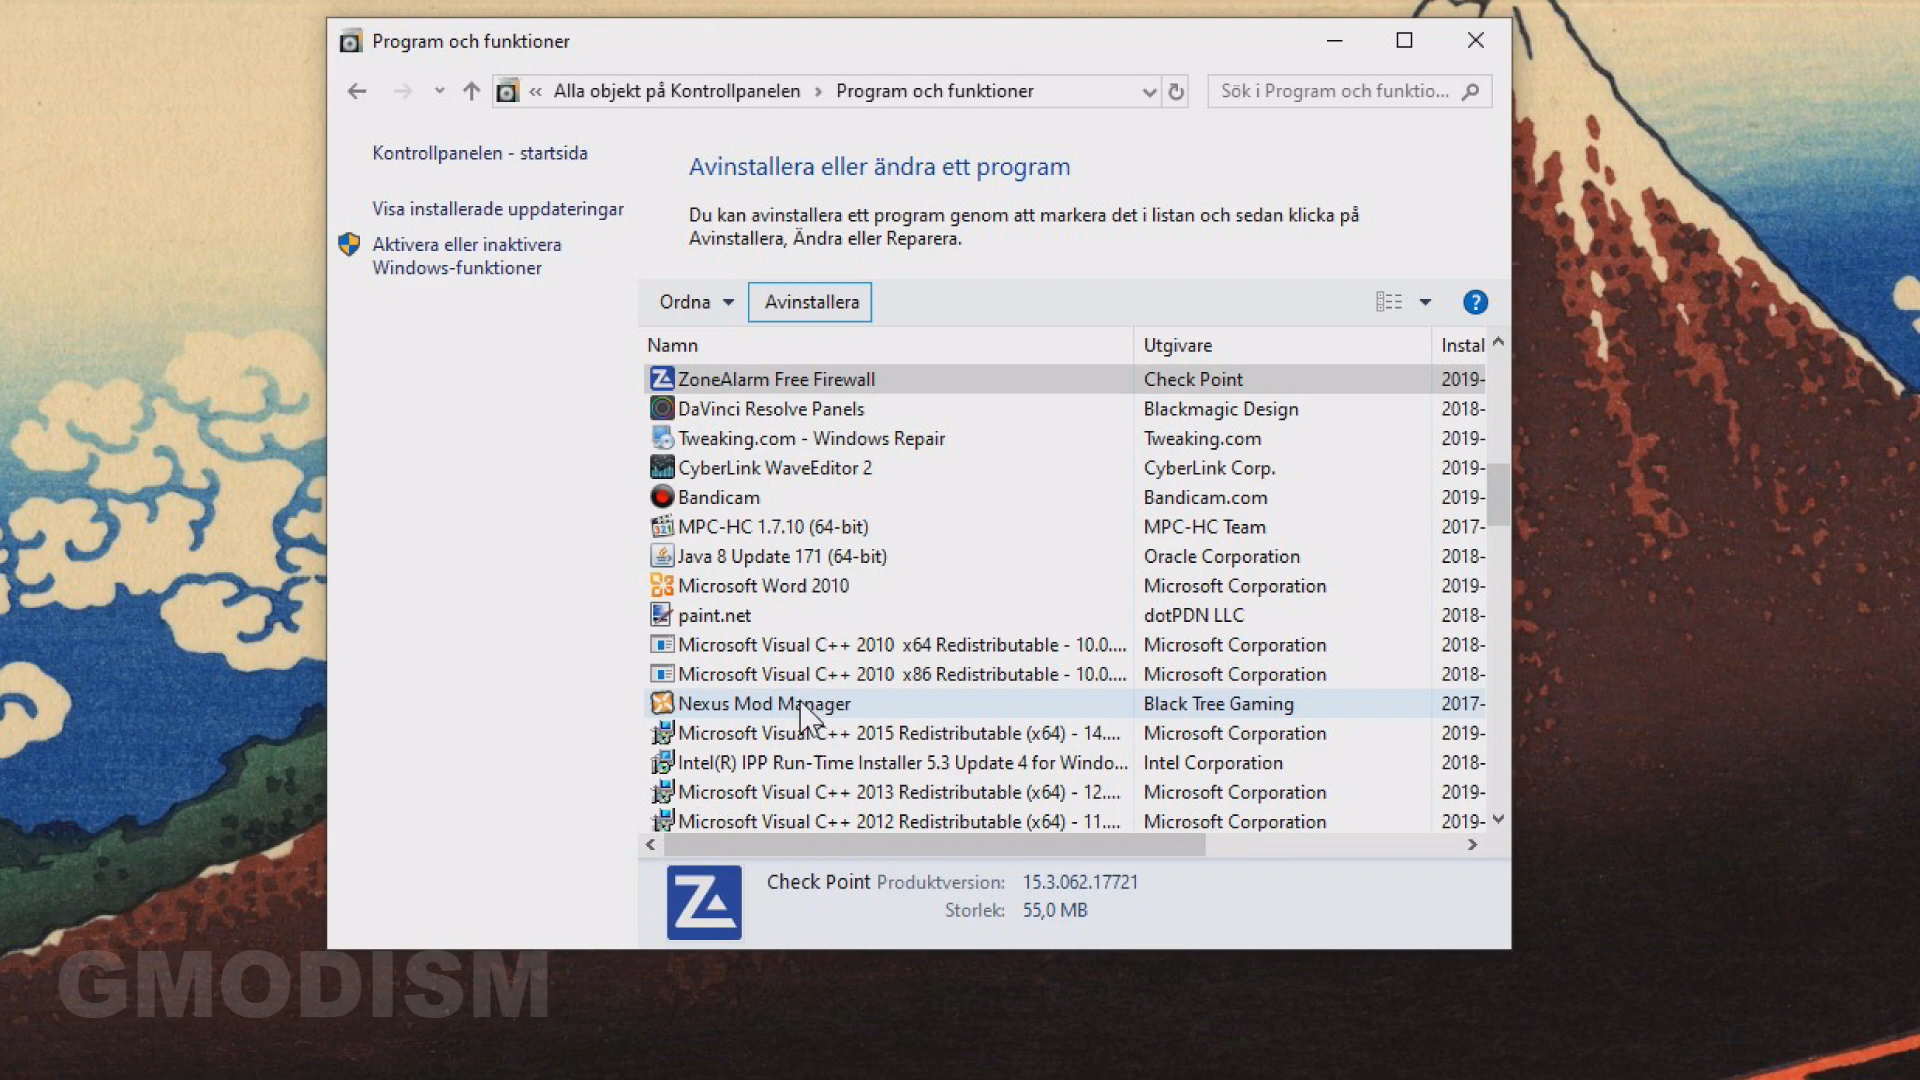 Program och funktioner
« Alla objekt på Kontrollpanelen › Program och funktioner
Sök i Program och funktio...
Kontrollpanelen - startsida
Visa installerade uppdateringar
Aktivera eller inaktivera
Windows-funktioner
Avinstallera eller ändra ett program
Du kan avinstallera ett program genom att markera det i listan och sedan klicka på
Avinstallera, Ändra eller Reparera.
Ordna Avinstallera ?
Namn Utgivare Instal
ZoneAlarm Free Firewall Check Point 2019-
DaVinci Resolve Panels Blackmagic Design 2018-
Tweaking.com - Windows Repair Tweaking.com 2019-
CyberLink WaveEditor 2 CyberLink Corp. 2019-
Bandicam Bandicam.com 2019-
MPC-HC 1.7.10 (64-bit) MPC-HC Team 2017-
Java 8 Update 171 (64-bit) Oracle Corporation 2018-
Microsoft Word 2010 Microsoft Corporation 2019-
paint.net dotPDN LLC 2018-
Microsoft Visual C++ 2010 x64 Redistributable - 10.0.... Microsoft Corporation 2018-
Microsoft Visual C++ 2010 x86 Redistributable - 10.0.... Microsoft Corporation 2018-
Nexus Mod Manager Black Tree Gaming 2017-
Microsoft Visual C++ 2015 Redistributable (x64) - 14.... Microsoft Corporation 2019-
Intel(R) IPP Run-Time Installer 5.3 Update 4 for Windo... Intel Corporation 2018-
Microsoft Visual C++ 2013 Redistributable (x64) - 12.... Microsoft Corporation 2019-
Microsoft Visual C++ 2012 Redistributable (x64) - 11.... Microsoft Corporation 2019-
Check Point Produktversion: 15.3.062.17721
Storlek: 55,0 MB
GMODISM